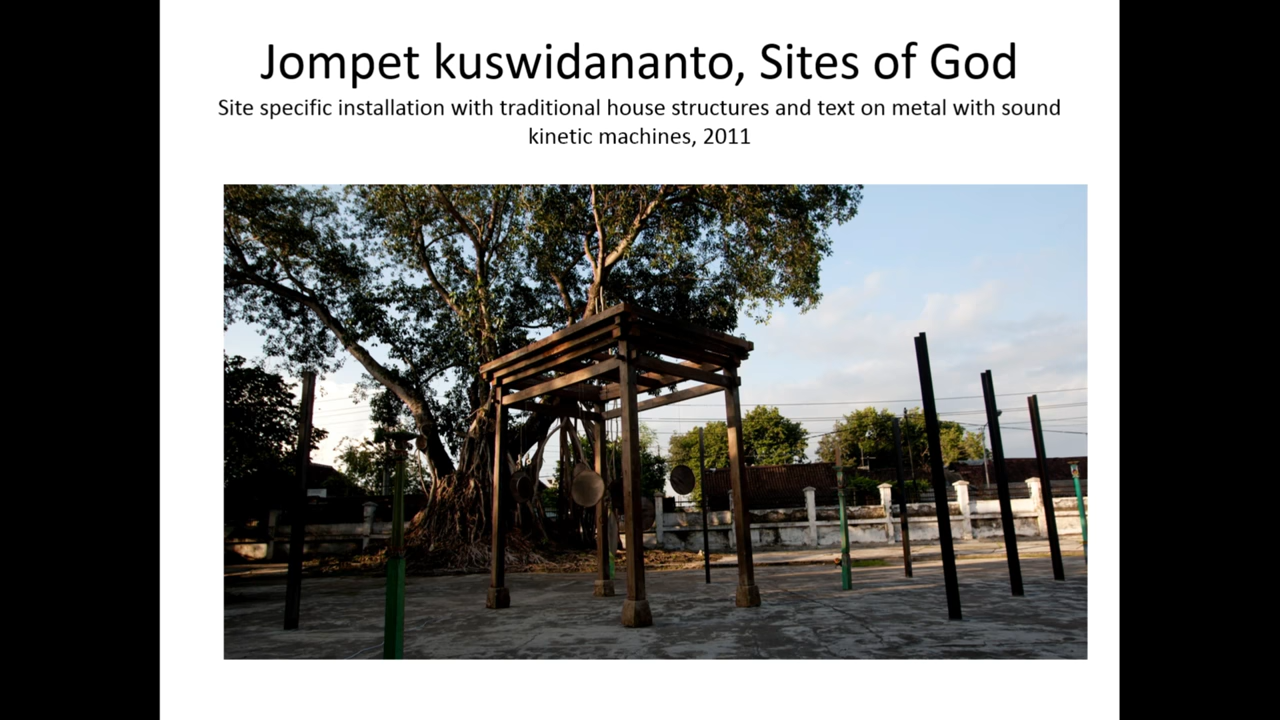 Jompet kuswidananto, Sites of God
Site specific installation with traditional house structures and text on metal with sound
kinetic machines, 2011